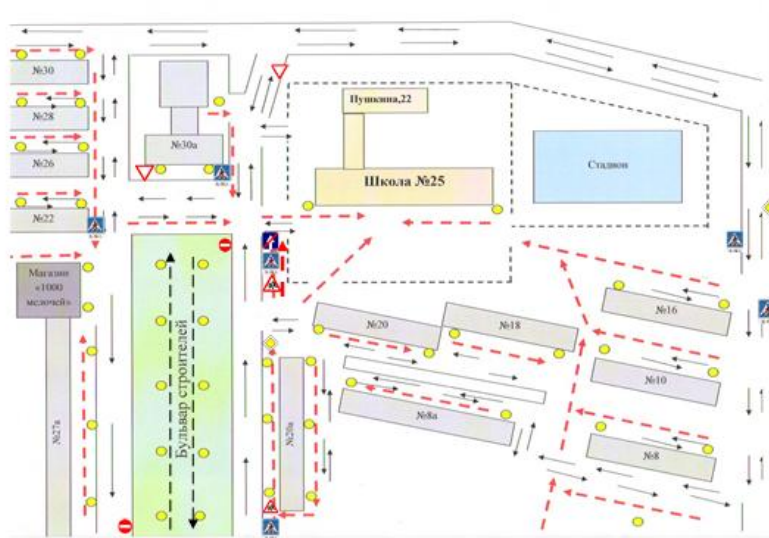 №30
№28
№26
№22
№30а
Пушкина,22
Школа №25
Стадион
Магазин
«1000
мелочей»
№27а
Бульвар строителей
№20а
№20
№18
№8а
№16
№10
№8